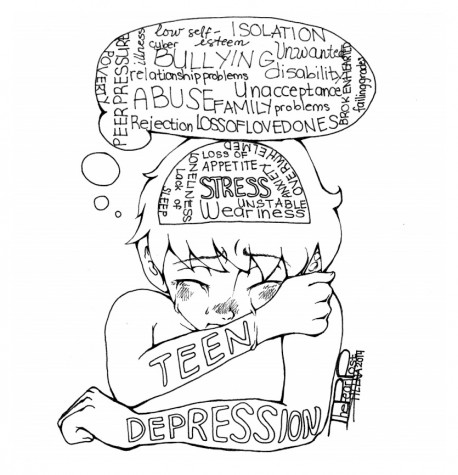 low self-
esteem
ISOLATION
POVERTY
PEER PRESSURE
illness
cyber
BULLYING
Unwanted
relationship problems
disability
Unacceptance
ABUSE
FAMILY problems
BROKENHEARTED
failing grades
Rejection
LOSS OF LOVED ONES
LOSS OF
APPETITE
LONELINESS
Lack of
SLEEP
STRESS
ANXIETY
OVERWHELMED
UNSTABLE
Weariness
TEEN
DEPRESSION